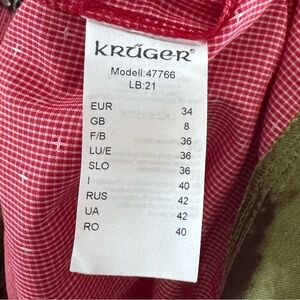 KRÜGER®
Modell:47766
LB:21
EUR 34
GB 8
F/B 36
LU/E 36
SLO 36
I 40
RUS 42
UA 42
RO 40